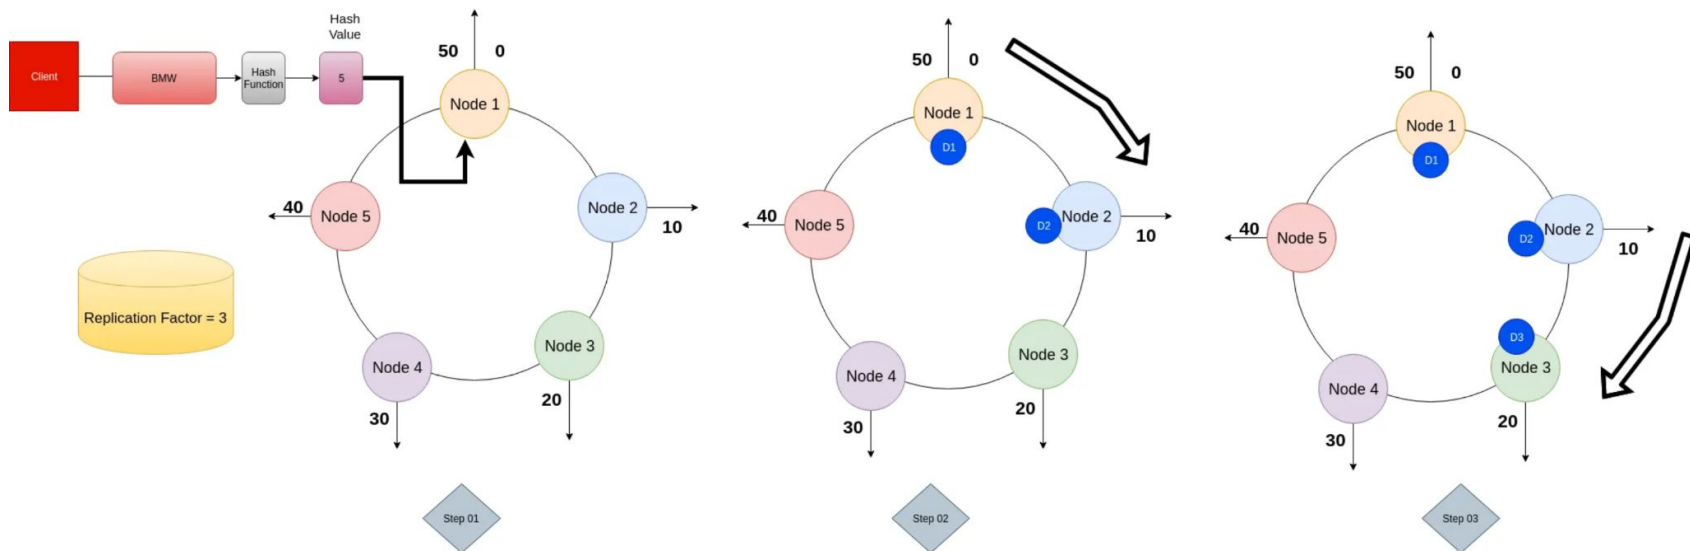 Client
BMW
Hash
Function
Hash
Value
5
Replication Factor = 3
50 0
Node 1
Node 2
10
Node 3
20
Node 4
30
Node 5
40
Step 01
50 0
Node 1
D1
Node 2
D2
10
Node 3
20
Node 4
30
Node 5
40
Step 02
50 0
Node 1
D1
Node 2
D2
10
Node 3
D3
20
Node 4
30
Node 5
40
Step 03